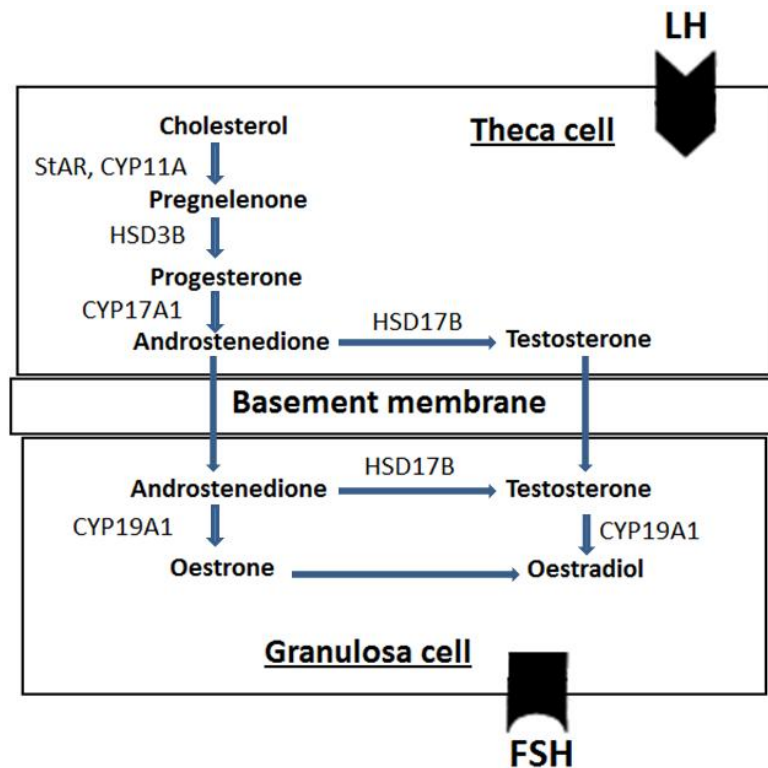 LH
Cholesterol
Theca cell
StAR, CYP11A
Pregnelenone
HSD3B
Progesterone
CYP17A1
HSD17B
Androstenedione
Testosterone
Basement membrane
HSD17B
Androstenedione
Testosterone
CYP19A1
CYP19A1
Oestrone
Oestradiol
Granulosa cell
FSH